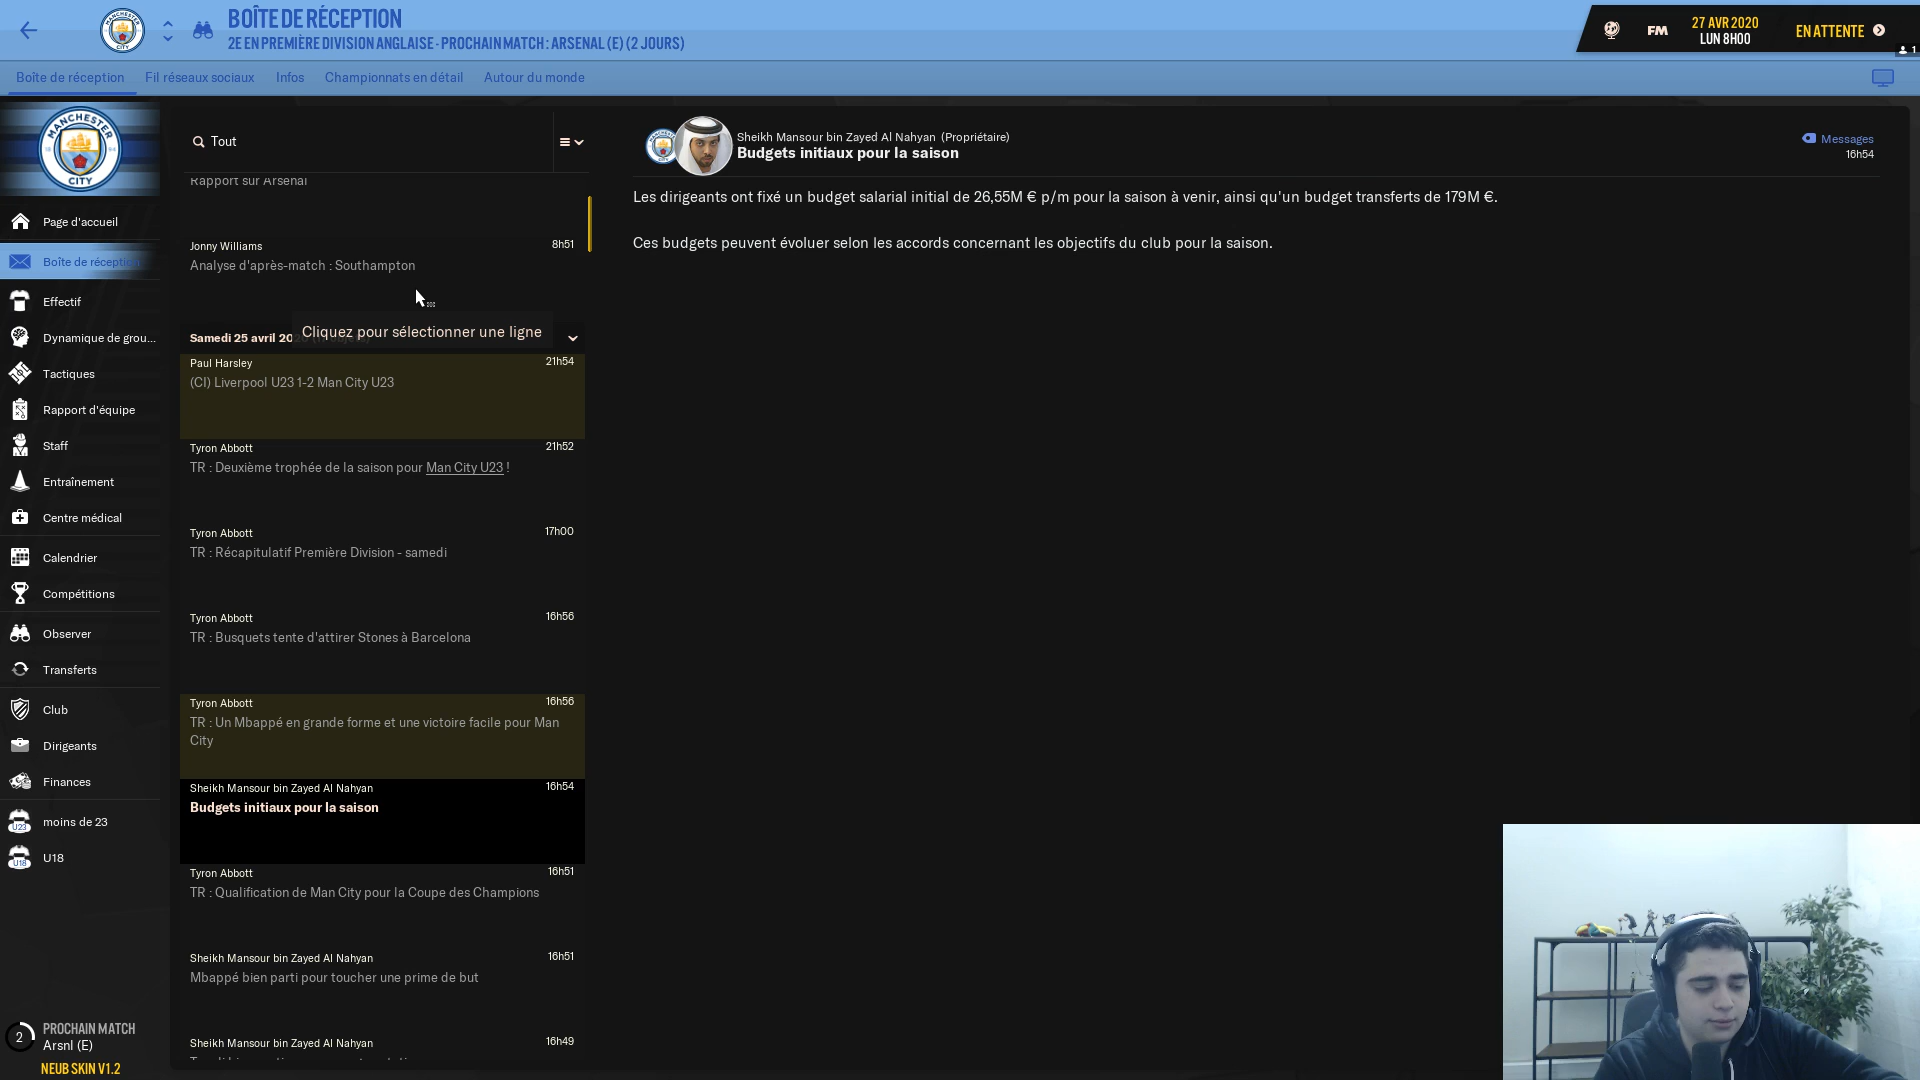 BOÎTE DE RÉCEPTION
2E EN PREMIÈRE DIVISION ANGLAISE - PROCHAIN MATCH : ARSENAL (E) (2 JOURS)
FM
27 AVR 2020
LUN 8H00
EN ATTENTE
1
Boîte de réception
Fil réseaux sociaux
Infos
Championnats en détail
Autour du monde
MANCHESTER
CITY
Page d'accueil
Boîte de réception
Effectif
Dynamique de grou...
Tactiques
Rapport d'équipe
Staff
Entraînement
Centre médical
Calendrier
Compétitions
Observer
Transferts
Club
Dirigeants
Finances
U23
moins de 23
U18
U18
2
PROCHAIN MATCH
Arsnl (E)
NEUB SKIN V1.2
Tout
Rapport sur Arsenal
Jonny Williams
8h51
Analyse d'après-match : Southampton
Cliquez pour sélectionner une ligne
Samedi 25 avril 20
Paul Harsley
21h54
(CI) Liverpool U23 1-2 Man City U23
Tyron Abbott
21h52
TR : Deuxième trophée de la saison pour Man City U23 !
Tyron Abbott
17h00
TR : Récapitulatif Première Division - samedi
Tyron Abbott
16h56
TR : Busquets tente d'attirer Stones à Barcelona
Tyron Abbott
16h56
TR : Un Mbappé en grande forme et une victoire facile pour Man
City
Sheikh Mansour bin Zayed Al Nahyan
16h54
Budgets initiaux pour la saison
Tyron Abbott
16h51
TR : Qualification de Man City pour la Coupe des Champions
Sheikh Mansour bin Zayed Al Nahyan
16h51
Mbappé bien parti pour toucher une prime de but
Sheikh Mansour bin Zayed Al Nahyan
16h49
Sheikh Mansour bin Zayed Al Nahyan (Propriétaire)
Budgets initiaux pour la saison
Messages
16h54
Les dirigeants ont fixé un budget salarial initial de 26,55M € p/m pour la saison à venir, ainsi qu'un budget transferts de 179M €.
Ces budgets peuvent évoluer selon les accords concernant les objectifs du club pour la saison.